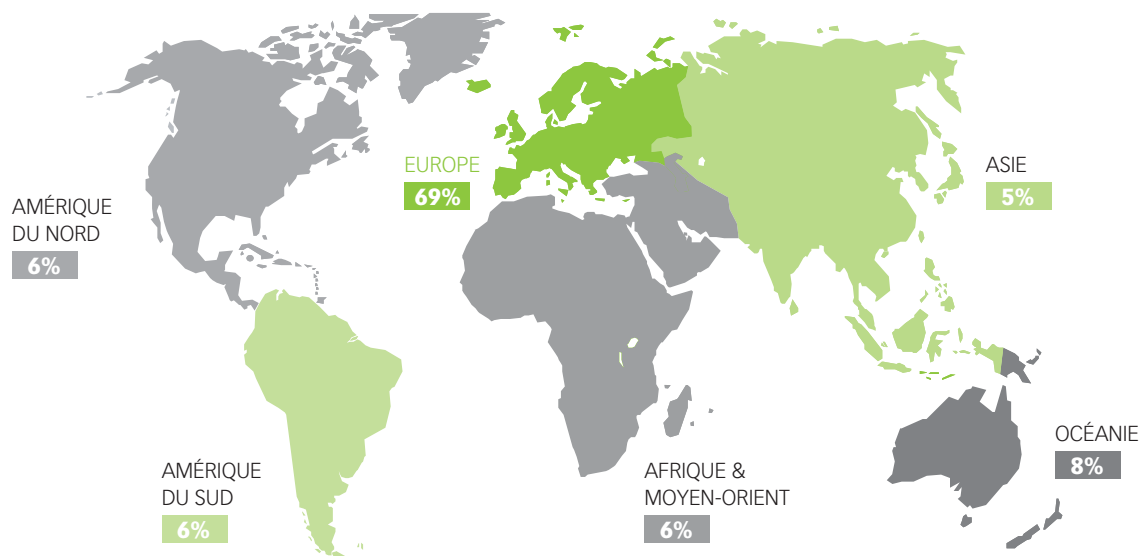 EUROPE
69%
ASIE
5%
AMÉRIQUE
DU NORD
6%
OCÉANIE
8%
AMÉRIQUE
DU SUD
6%
AFRIQUE &
MOYEN-ORIENT
6%